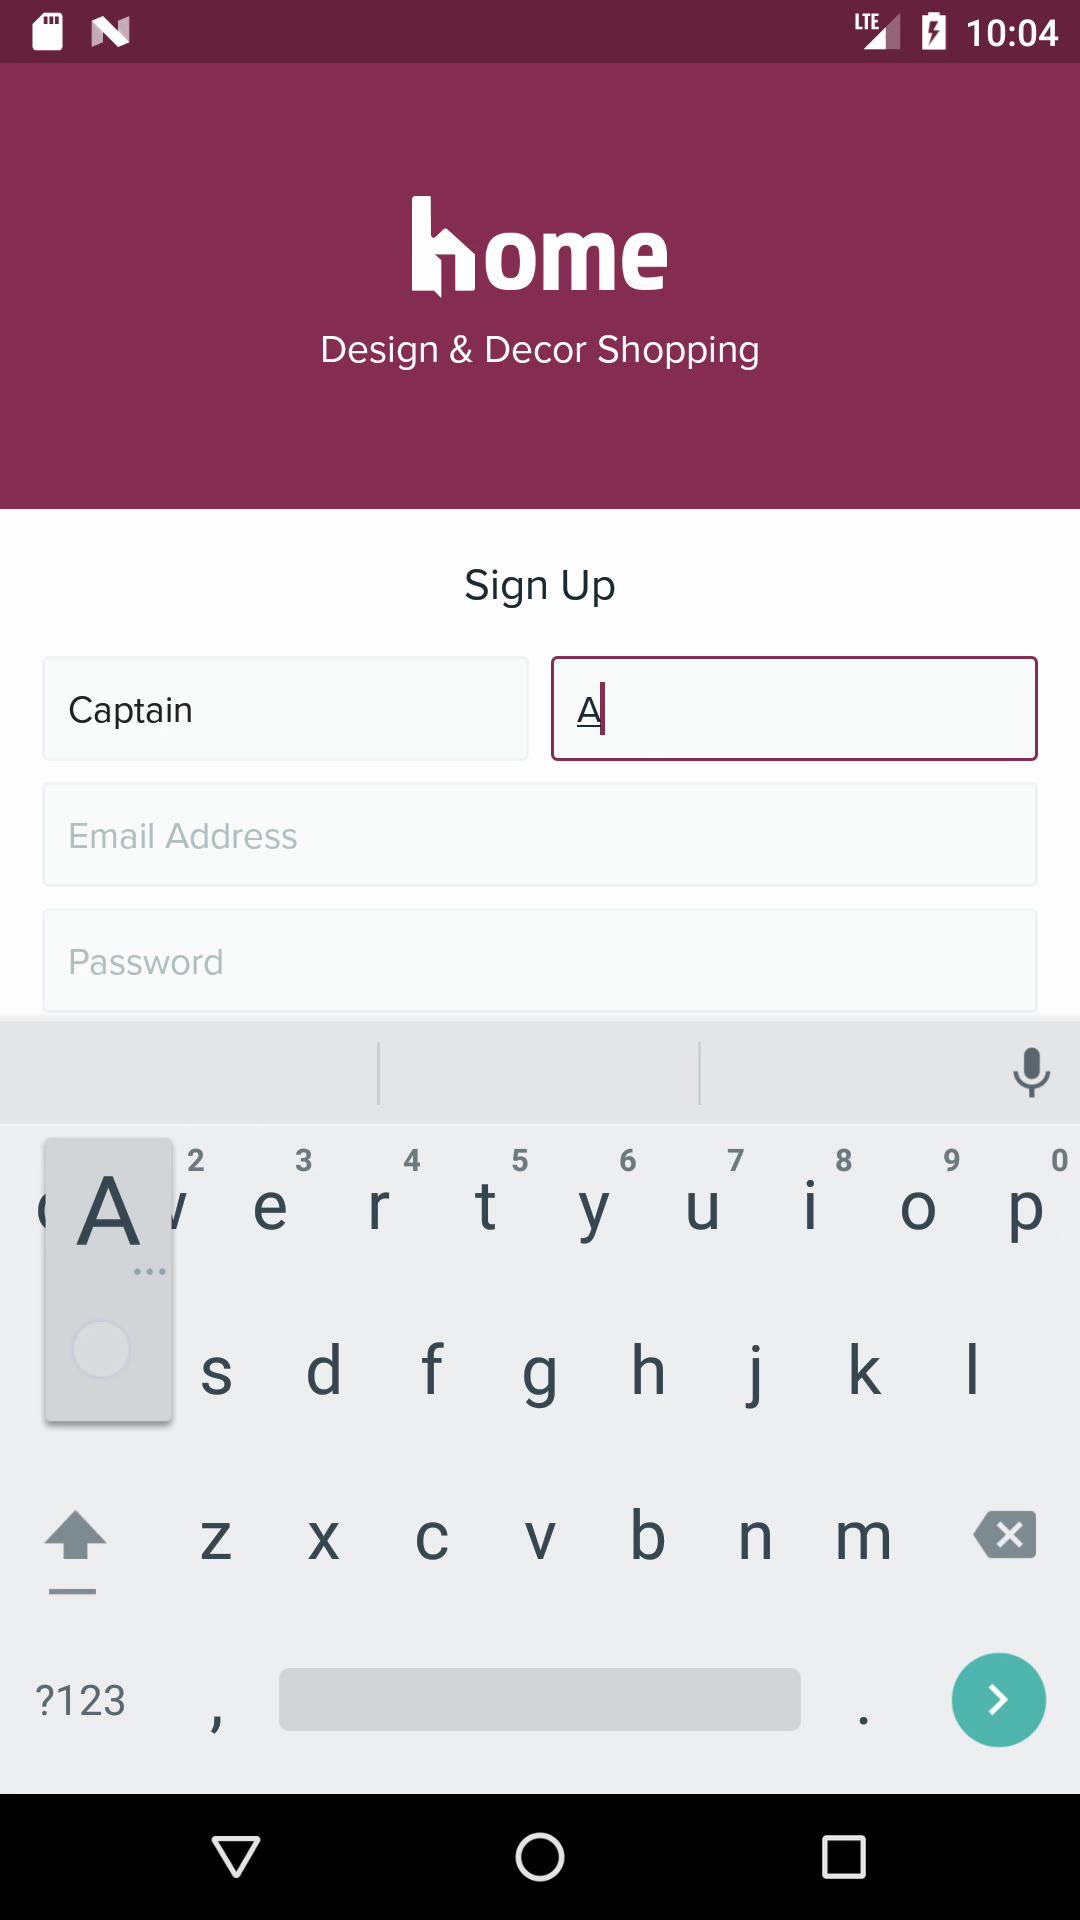 LTE 10:04
home
Design & Decor Shopping
Sign Up
Captain A
Email Address
Password
2 3 4 5 6 7 8 9 0
A e r t y u i o p
...
s d f g h j k l
z x c v b n m
?123 , .